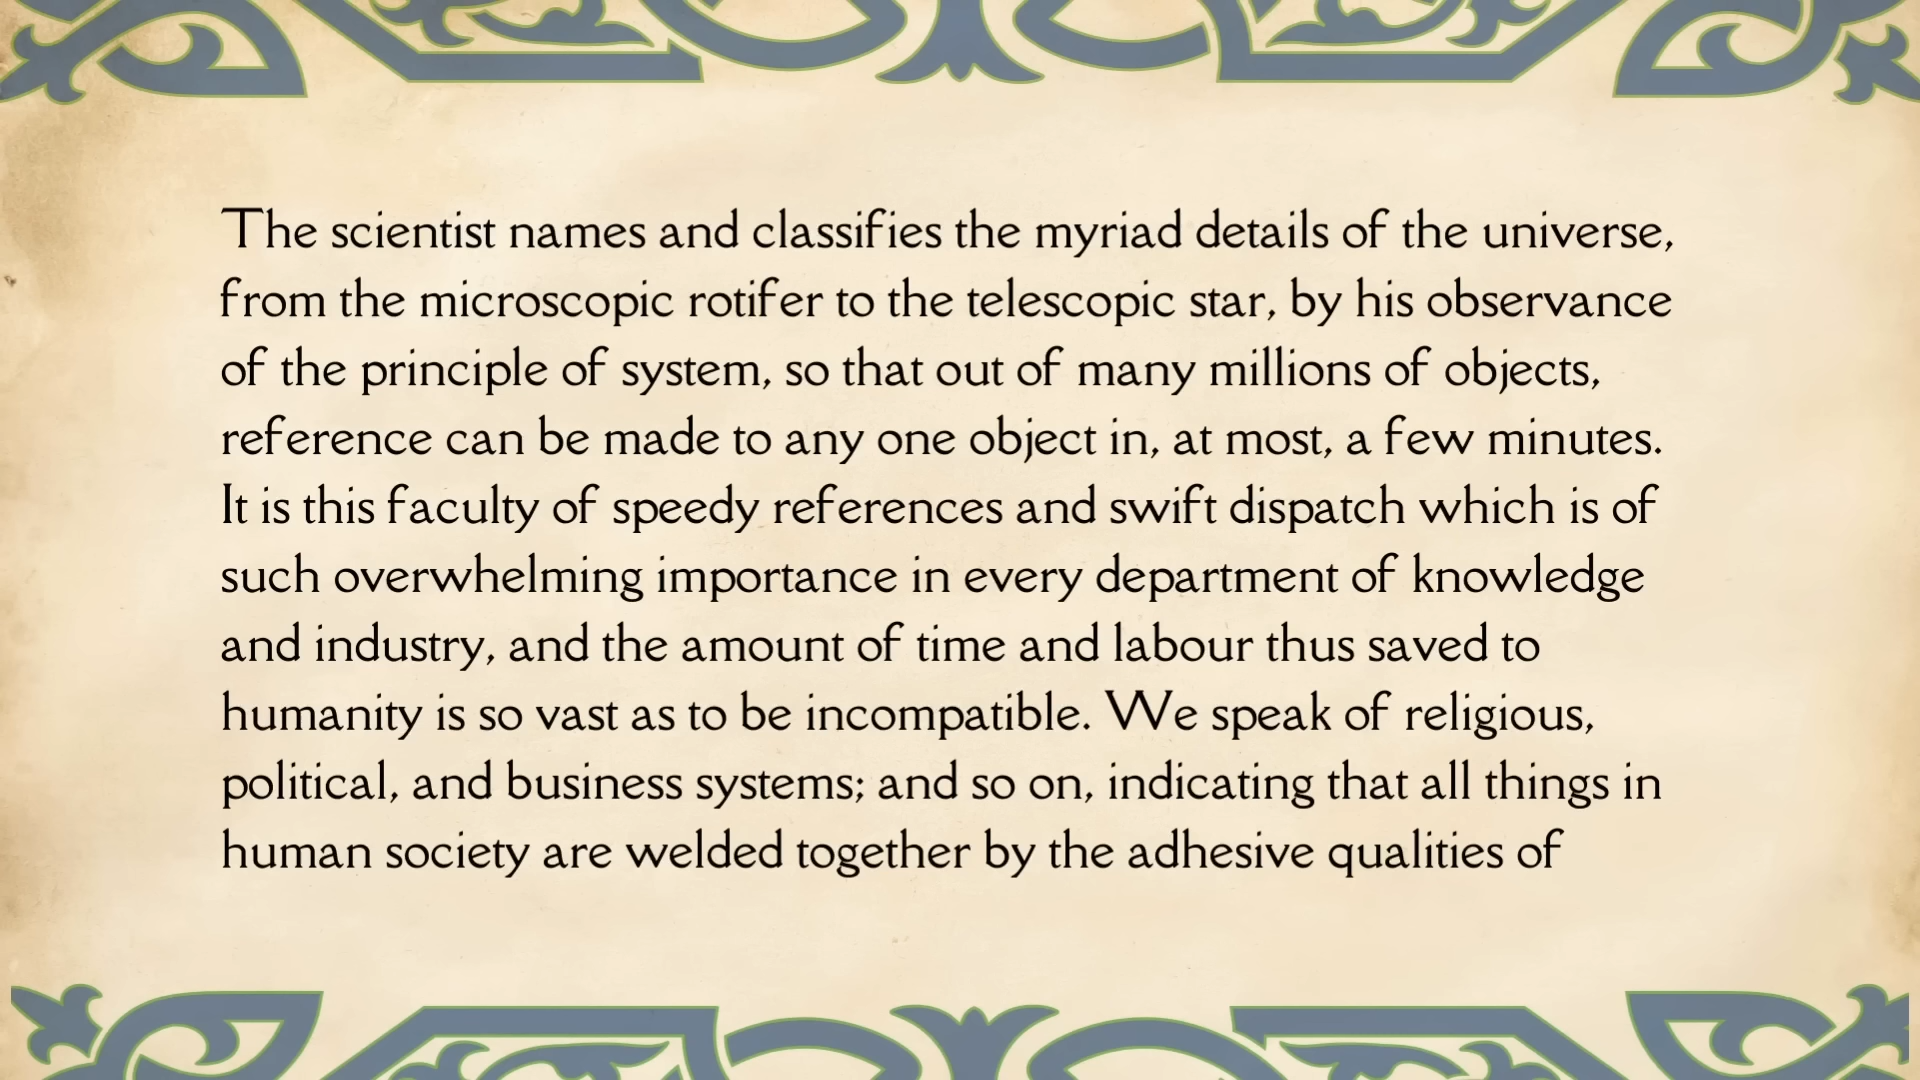 The scientist names and classifies the myriad details of the universe,
from the microscopic rotifer to the telescopic star, by his observance
of the principle of system, so that out of many millions of objects,
reference can be made to any one object in, at most, a few minutes.
It is this faculty of speedy references and swift dispatch which is of
such overwhelming importance in every department of knowledge
and industry, and the amount of time and labour thus saved to
humanity is so vast as to be incompatible. We speak of religious,
political, and business systems; and so on, indicating that all things in
human society are welded together by the adhesive qualities of